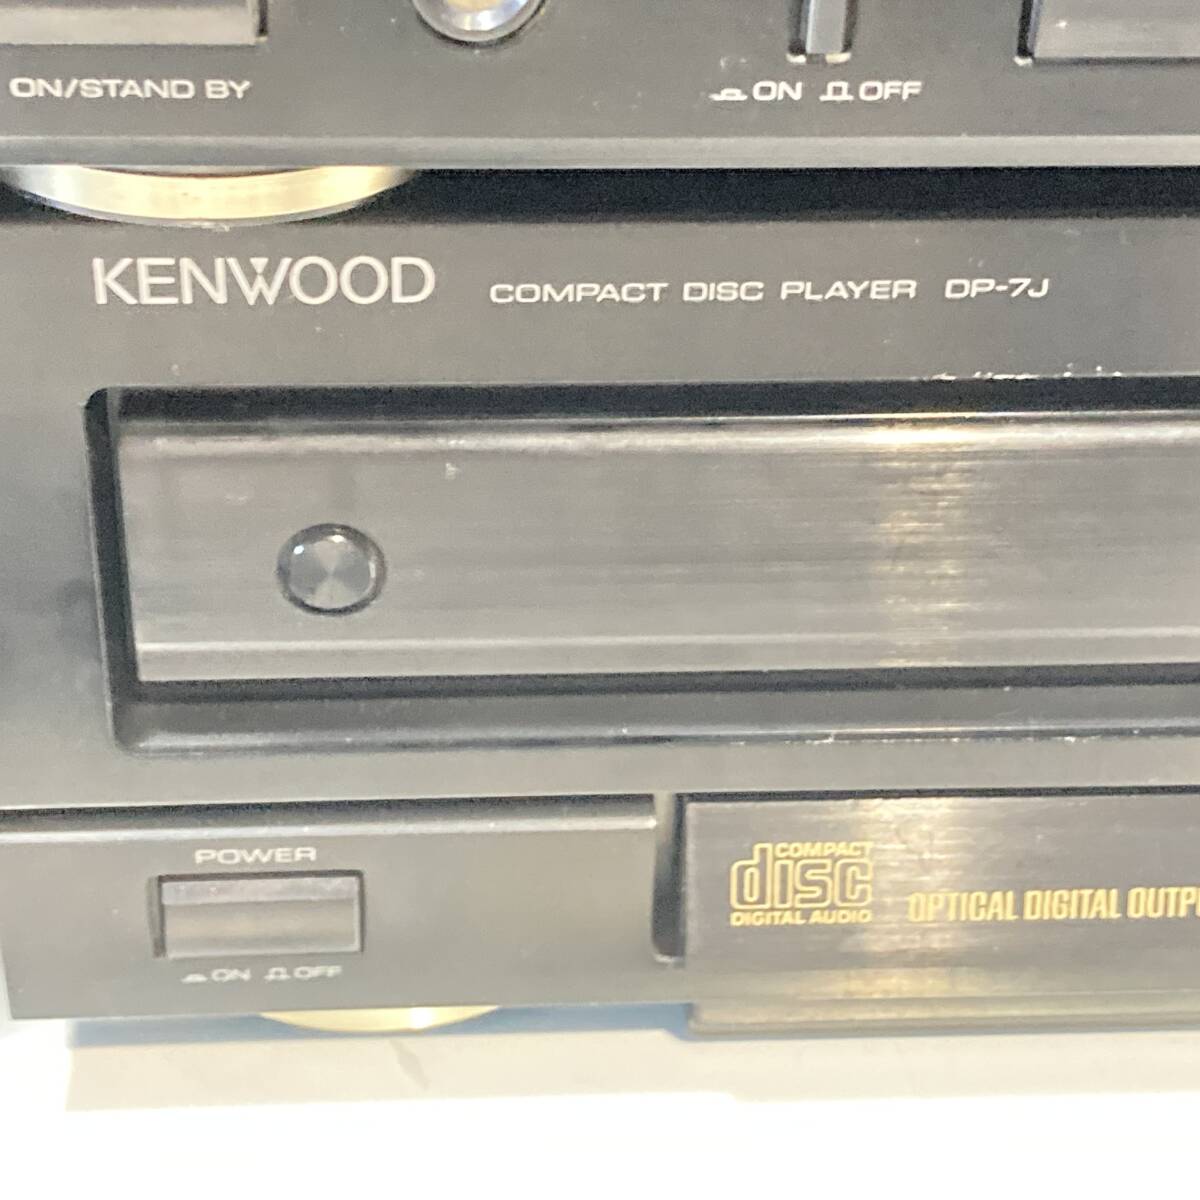 ON/STAND BY
ON OFF
KENWOOD COMPACT DISC PLAYER DP-7J
POWER
ON OFF
COMPACT
disc
DIGITAL AUDIO
OPTICAL DIGITAL OUTPU